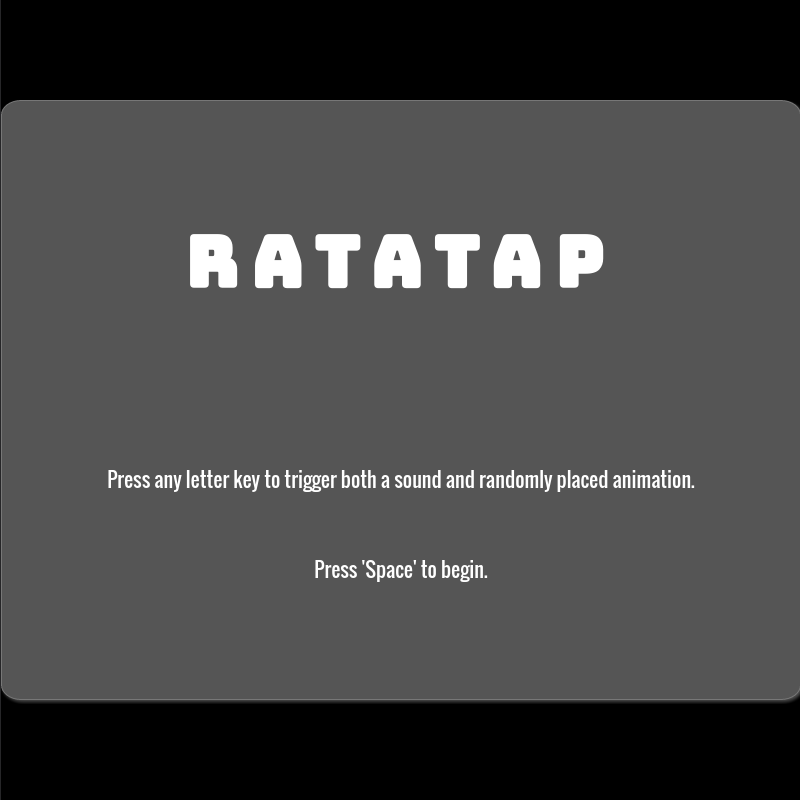 RATATAP
Press any letter key to trigger both a sound and randomly placed animation.
Press 'Space' to begin.